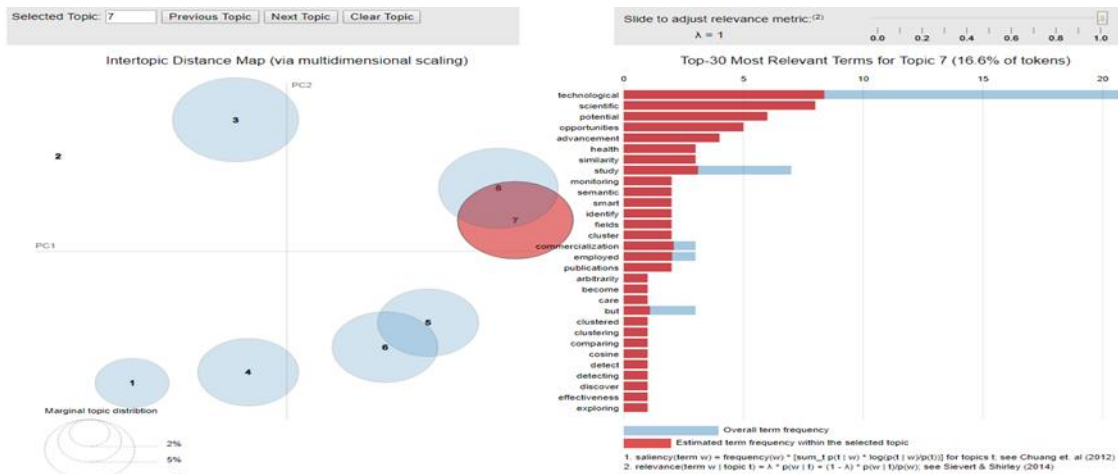 Selected Topic: 7 Previous Topic Next Topic Clear Topic
Slide to adjust relevance metric:(2)
λ = 1
0.0 0.2 0.4 0.6 0.8 1.0
Intertopic Distance Map (via multidimensional scaling)
PC2
PC1
3
2
8
7
5
6
4
1
Marginal topic distribtion
2%
5%
Top-30 Most Relevant Terms for Topic 7 (16.6% of tokens)
0 5 10 15 20
technological
scientific
potential
opportunities
advancement
health
similarity
study
monitoring
semantic
smart
identify
fields
cluster
commercialization
employed
publications
arbitrarily
become
care
but
clustered
clustering
comparing
cosine
detect
detecting
discover
effectiveness
exploring
Overall term frequency
Estimated term frequency within the selected topic
1. saliency(term w) = frequency(w) * [sum_t p(t | w) * log(p(t | w)/p(t))] for topics t; see Chuang et. al (2012)
2. relevance(term w | topic t) = λ * p(w | t) + (1 - λ) * p(w | t)/p(w); see Sievert & Shirley (2014)